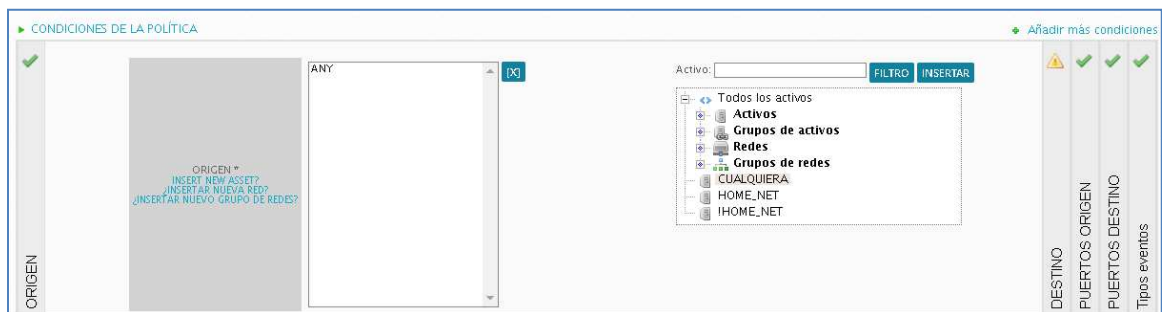 CONDICIONES DE LA POLÍTICA
Añadir más condiciones
ORIGEN
ORIGEN *
INSERT NEW ASSET?
¿INSERTAR NUEVA RED?
¿INSERTAR NUEVO GRUPO DE REDES?
ANY
[X]
Activo:
FILTRO
INSERTAR
Todos los activos
Activos
Grupos de activos
Redes
Grupos de redes
CUALQUIERA
HOME_NET
!HOME_NET
DESTINO
PUERTOS ORIGEN
PUERTOS DESTINO
Tipos eventos